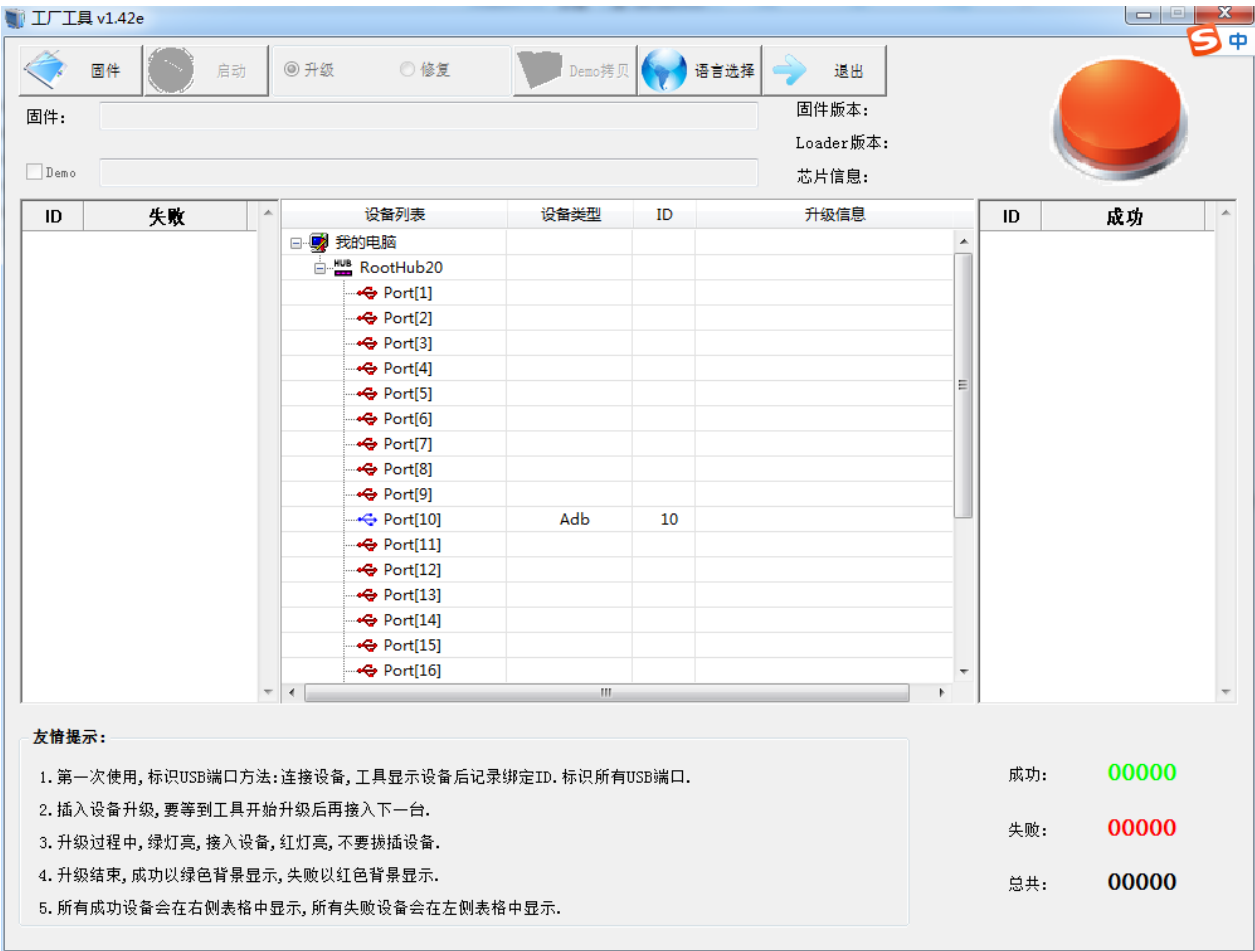 工厂工具 v1.42e
中
固件
启动
升级
修复
Demo拷贝
语言选择
退出
固件:
固件版本:
Loader版本:
Demo
芯片信息:
ID 失败
设备列表 设备类型 ID 升级信息
ID 成功
我的电脑
HUB RootHub20
Port[1]
Port[2]
Port[3]
Port[4]
Port[5]
Port[6]
Port[7]
Port[8]
Port[9]
Port[10] Adb 10
Port[11]
Port[12]
Port[13]
Port[14]
Port[15]
Port[16]
友情提示:
1.第一次使用,标识USB端口方法:连接设备,工具显示设备后记录绑定ID.标识所有USB端口.
2.插入设备升级,要等到工具开始升级后再接入下一台.
3.升级过程中,绿灯亮,接入设备,红灯亮,不要拔插设备.
4.升级结束,成功以绿色背景显示,失败以红色背景显示.
5.所有成功设备会在右侧表格中显示,所有失败设备会在左侧表格中显示.
成功: 00000
失败: 00000
总共: 00000